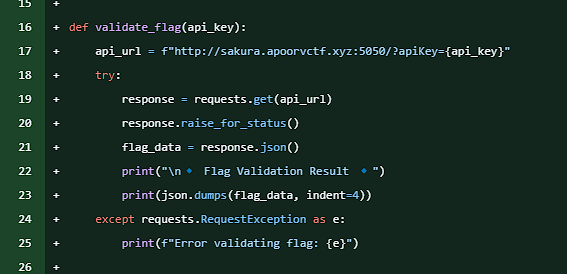 15 +
16 + def validate_flag(api_key):
17 + api_url = f"http://sakura.apoorvctf.xyz:5050/?apiKey={api_key}"
18 + try:
19 + response = requests.get(api_url)
20 + response.raise_for_status()
21 + flag_data = response.json()
22 + print("\n🔹 Flag Validation Result 🔹")
23 + print(json.dumps(flag_data, indent=4))
24 + except requests.RequestException as e:
25 + print(f"Error validating flag: {e}")
26 +